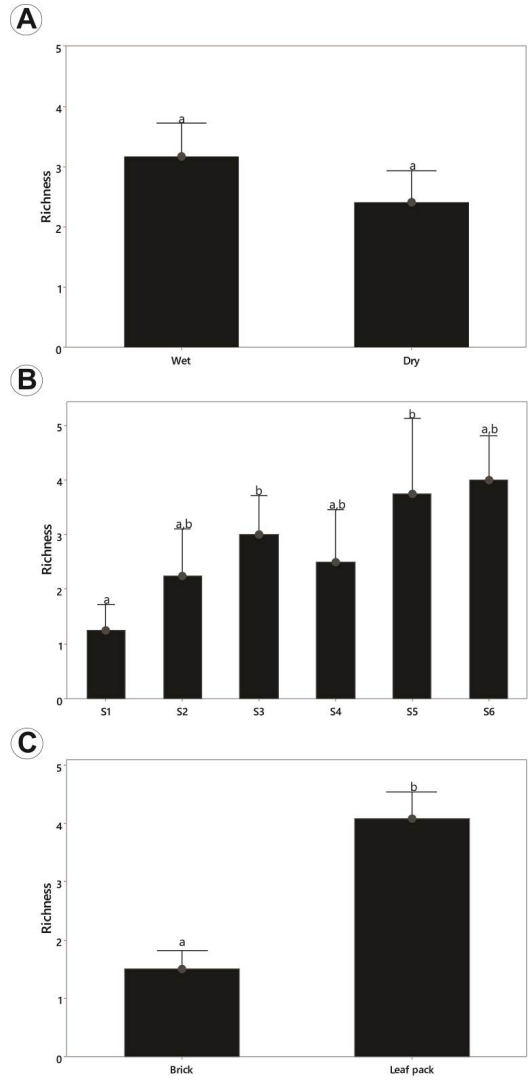 A
5
a
4
a
3
Richness
2
1
0
Wet Dry
B
b
5
a,b
4
b
a,b
a,b
3
Richness
2
a
1
0
S1 S2 S3 S4 S5 S6
C
5
b
4
3
Richness
2
a
1
0
Brick Leaf pack